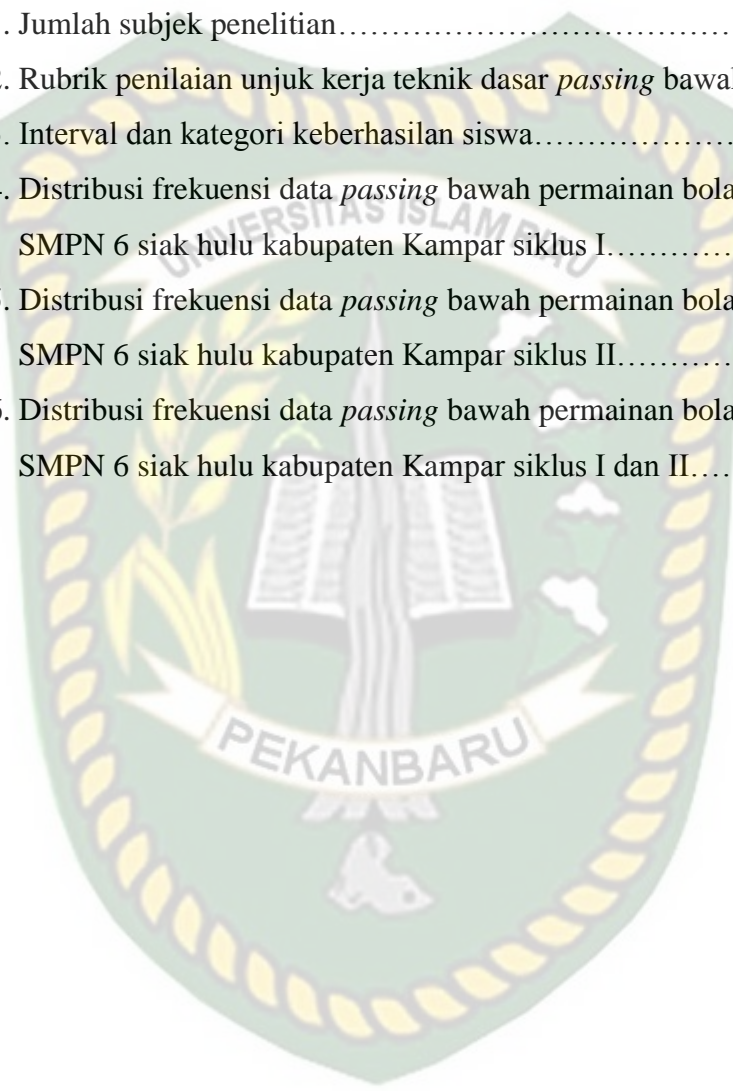 . Jumlah subjek penelitian……………………………………
. Rubrik penilaian unjuk kerja teknik dasar passing bawah
. Interval dan kategori keberhasilan siswa…………………
. Distribusi frekuensi data passing bawah permainan bola
SMPN 6 siak hulu kabupaten Kampar siklus I……………
. Distribusi frekuensi data passing bawah permainan bola
SMPN 6 siak hulu kabupaten Kampar siklus II…………
. Distribusi frekuensi data passing bawah permainan bola
SMPN 6 siak hulu kabupaten Kampar siklus I dan II……
UNIVERSITAS ISLAM RIAU
PEKANBARU